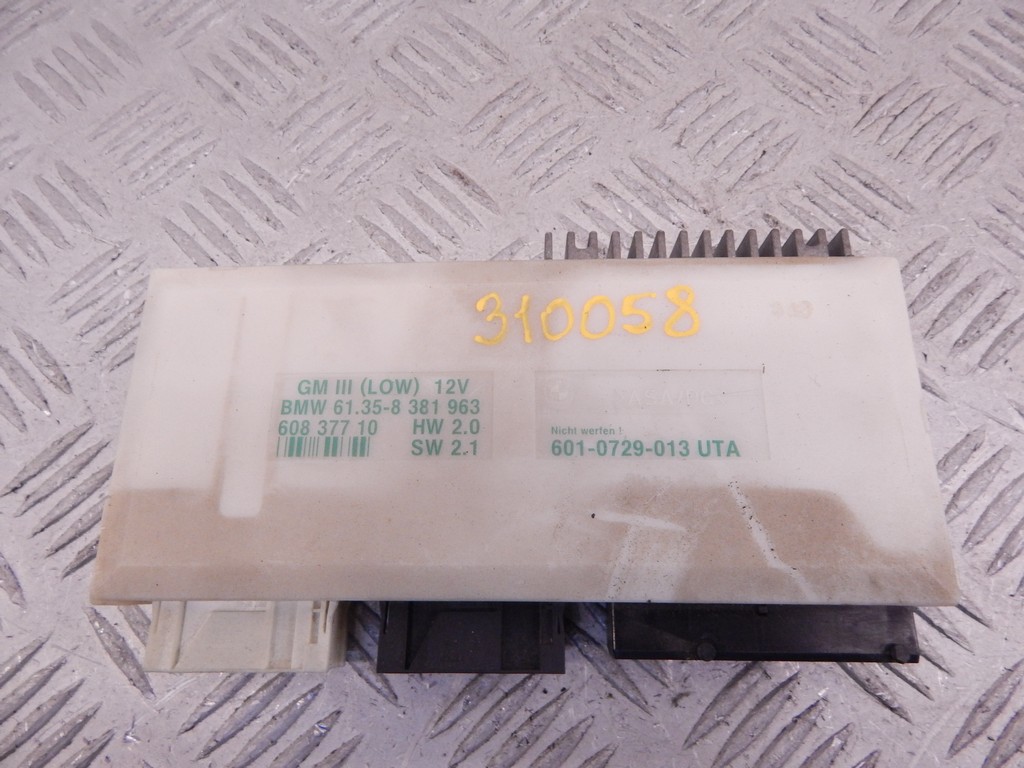 310058
GM III (LOW) 12V
BMW 61.35-8 381 963
608 377 10 HW 2.0
SW 2.1
Nicht werfen !
601-0729-013 UTA